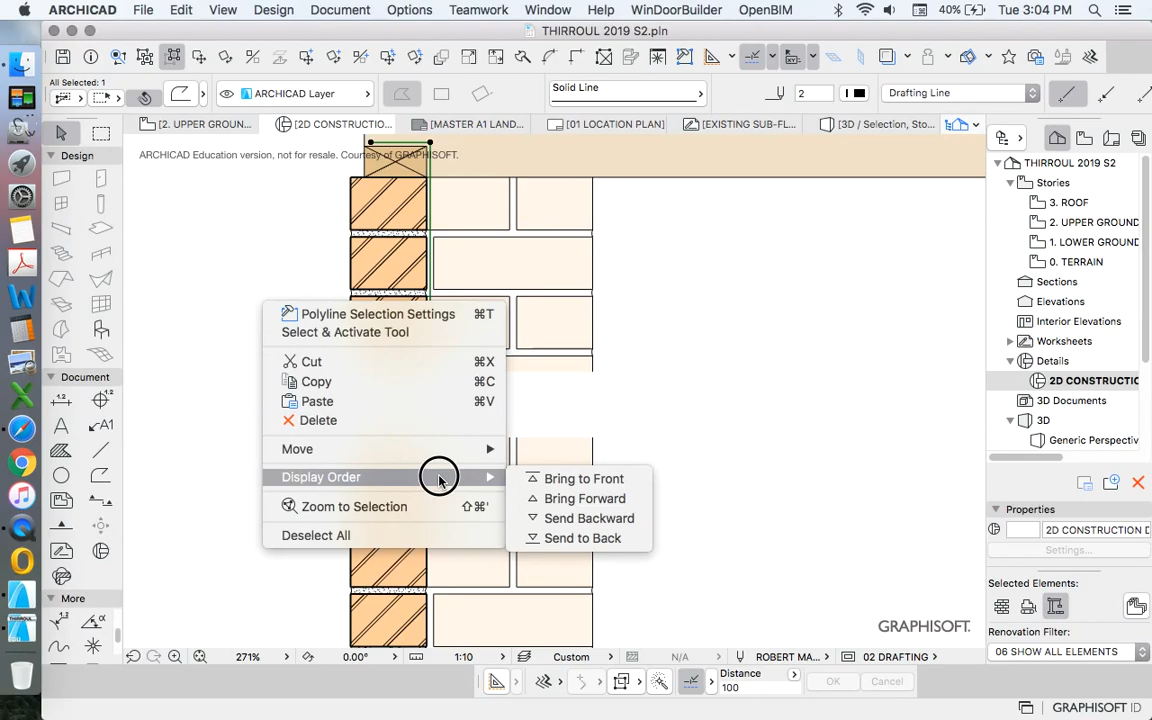 ARCHICAD File Edit View Design Document Options Teamwork Window Help WinDoorBuilder OpenBIM 40% Tue 3:04 PM
THIRROUL 2019 S2.pln
All Selected: 1
ARCHICAD Layer
Solid Line
2
Drafting Line
[2. UPPER GROUN...
[2D CONSTRUCTIO...
[MASTER A1 LAND...
[01 LOCATION PLAN]
[EXISTING SUB-FL...
[3D / Selection, Sto...
ARCHICAD Education version, not for resale. Courtesy of GRAPHISOFT.
Design
Document
More
Polyline Selection Settings ⌘T
Select & Activate Tool
Cut ⌘X
Copy ⌘C
Paste ⌘V
Delete
Move
Display Order
Zoom to Selection ⇧⌘'
Deselect All
Bring to Front
Bring Forward
Send Backward
Send to Back
THIRROUL 2019 S2
Stories
3. ROOF
2. UPPER GROUND
1. LOWER GROUND
0. TERRAIN
Sections
Elevations
Interior Elevations
Worksheets
Details
2D CONSTRUCTIO
3D Documents
3D
Generic Perspectiv
Properties
2D CONSTRUCTION D
Settings...
Selected Elements:
Renovation Filter:
06 SHOW ALL ELEMENTS
GRAPHISOFT.
271% 0.00° 1:10 Custom N/A ROBERT MA... 02 DRAFTING
Distance
100
OK Cancel
GRAPHISOFT ID